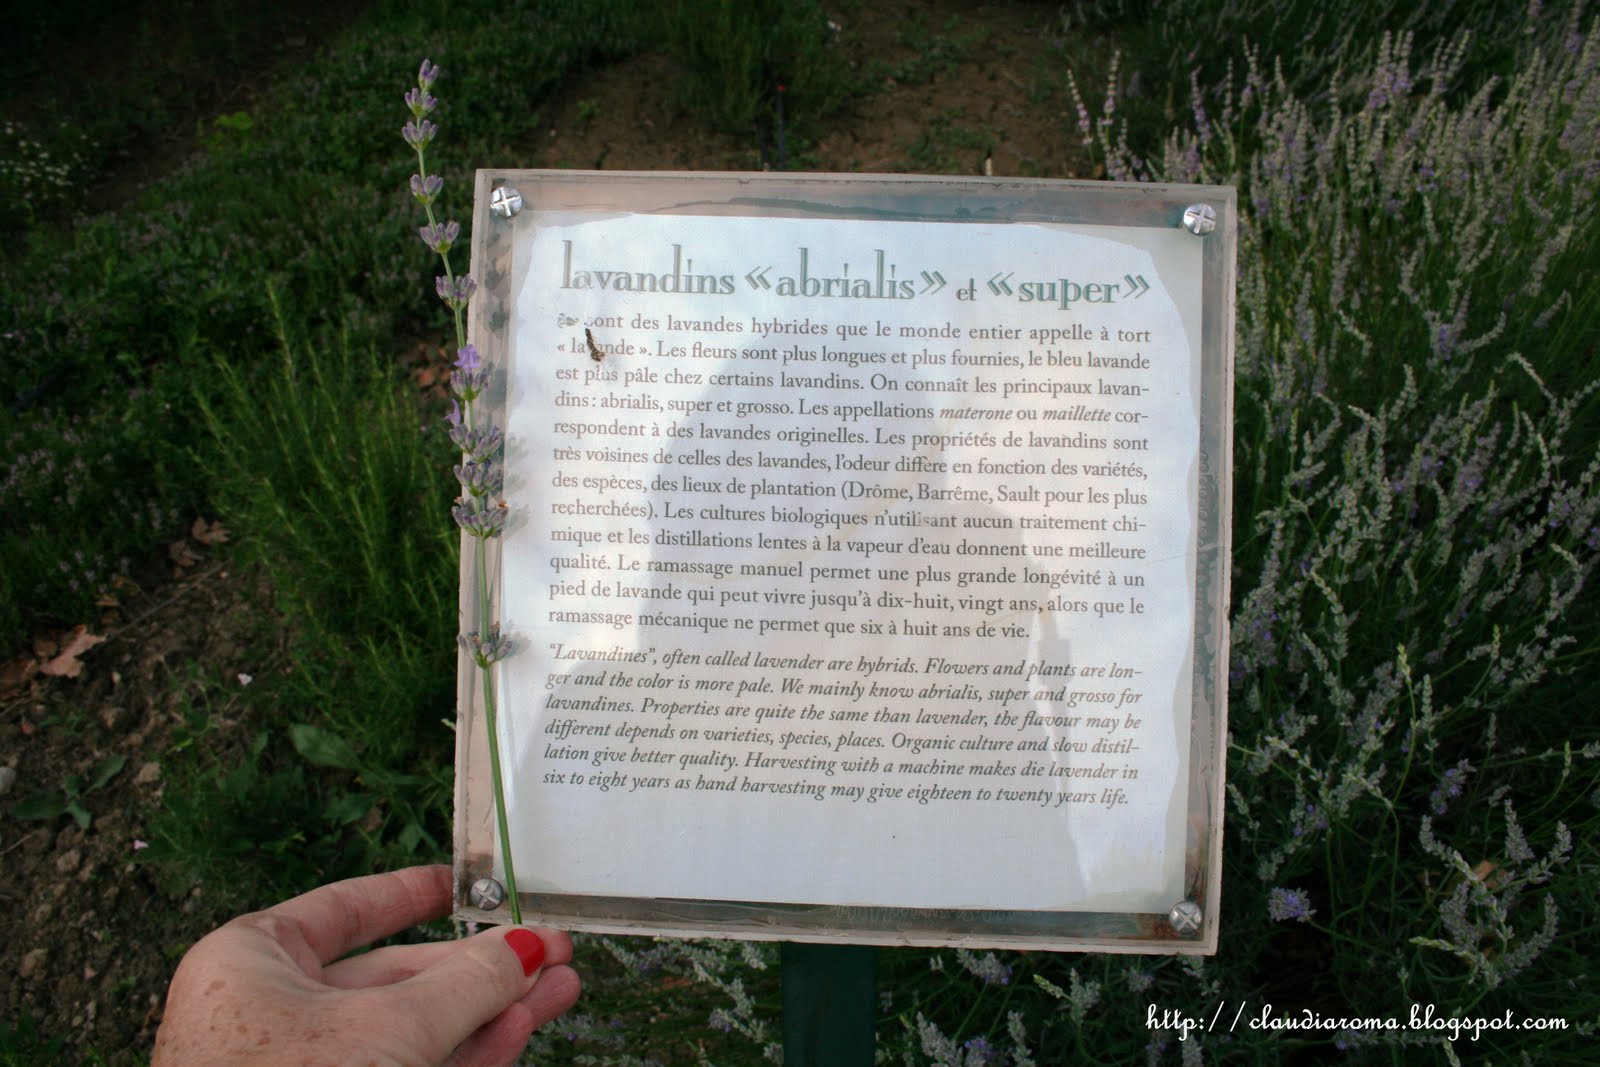 lavandins « abrialis » et « super »
sont des lavandes hybrides que le monde entier appelle à tort
« lavande ». Les fleurs sont plus longues et plus fournies, le bleu lavande
est plus pâle chez certains lavandins. On connaît les principaux lavan-
dins : abrialis, super et grosso. Les appellations materone ou maillette cor-
respondent à des lavandes originelles. Les propriétés de lavandins sont
très voisines de celles des lavandes, l'odeur diffère en fonction des variétés,
des espèces, des lieux de plantation (Drôme, Barrême, Sault pour les plus
recherchées). Les cultures biologiques n'utilisant aucun traitement chi-
mique et les distillations lentes à la vapeur d'eau donnent une meilleure
qualité. Le ramassage manuel permet une plus grande longévité à un
pied de lavande qui peut vivre jusqu'à dix-huit, vingt ans, alors que le
ramassage mécanique ne permet que six à huit ans de vie.
"Lavandines", often called lavender are hybrids. Flowers and plants are lon-
ger and the color is more pale. We mainly know abrialis, super and grosso for
lavandines. Properties are quite the same than lavender, the flavour may be
different depends on varieties, species, places. Organic culture and slow distil-
lation give better quality. Harvesting with a machine makes die lavender in
six to eight years as hand harvesting may give eighteen to twenty years life.
http://claudiaroma.blogspot.com